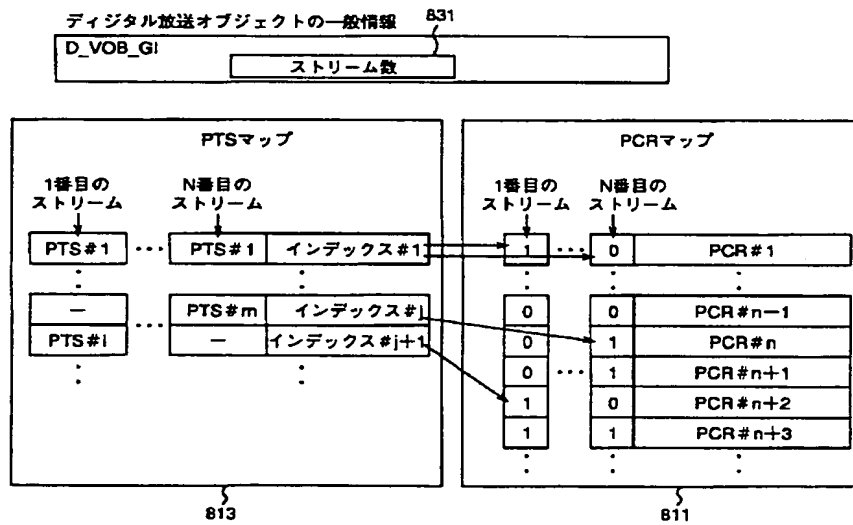 ディジタル放送オブジェクトの一般情報
831
D_VOB_GI
ストリーム数
PTSマップ
1番目の
ストリーム
N番目の
ストリーム
PTS#1 ･･･ PTS#1 インデックス#1
― ･･･ PTS#m インデックス#j
PTS#i ― インデックス#j+1
813
PCRマップ
1番目の
ストリーム
N番目の
ストリーム
1 ･･･ 0 PCR#1
0 0 PCR#n-1
0 1 PCR#n
0 ･･･ 1 PCR#n+1
1 0 PCR#n+2
1 1 PCR#n+3
811